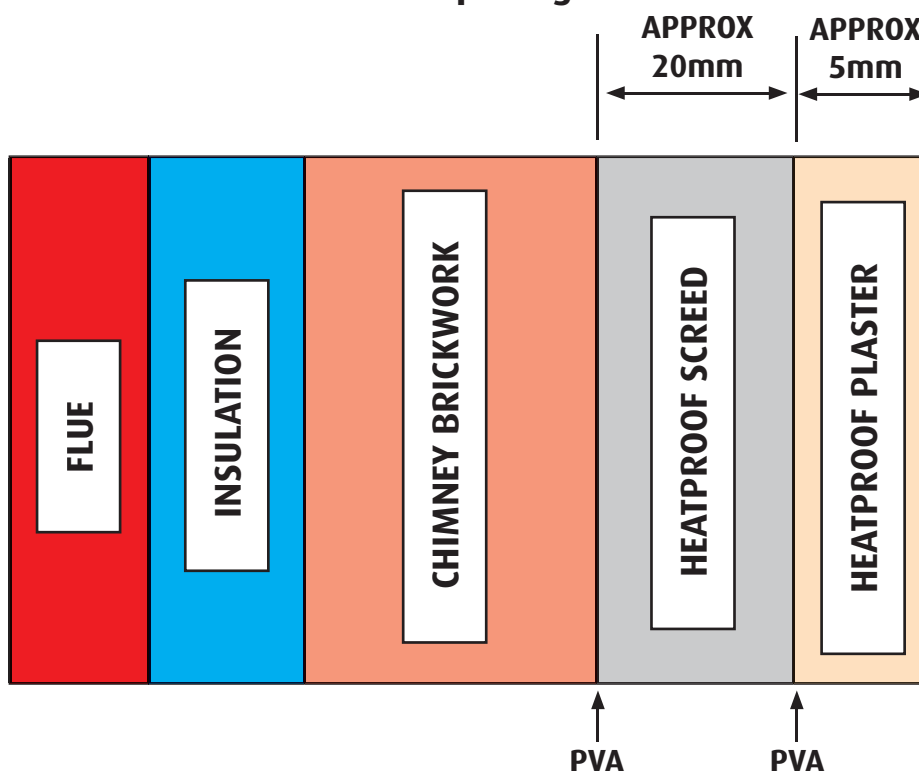 APPROX
20mm
APPROX
5mm
FLUE
INSULATION
CHIMNEY BRICKWORK
HEATPROOF SCREED
HEATPROOF PLASTER
PVA
PVA